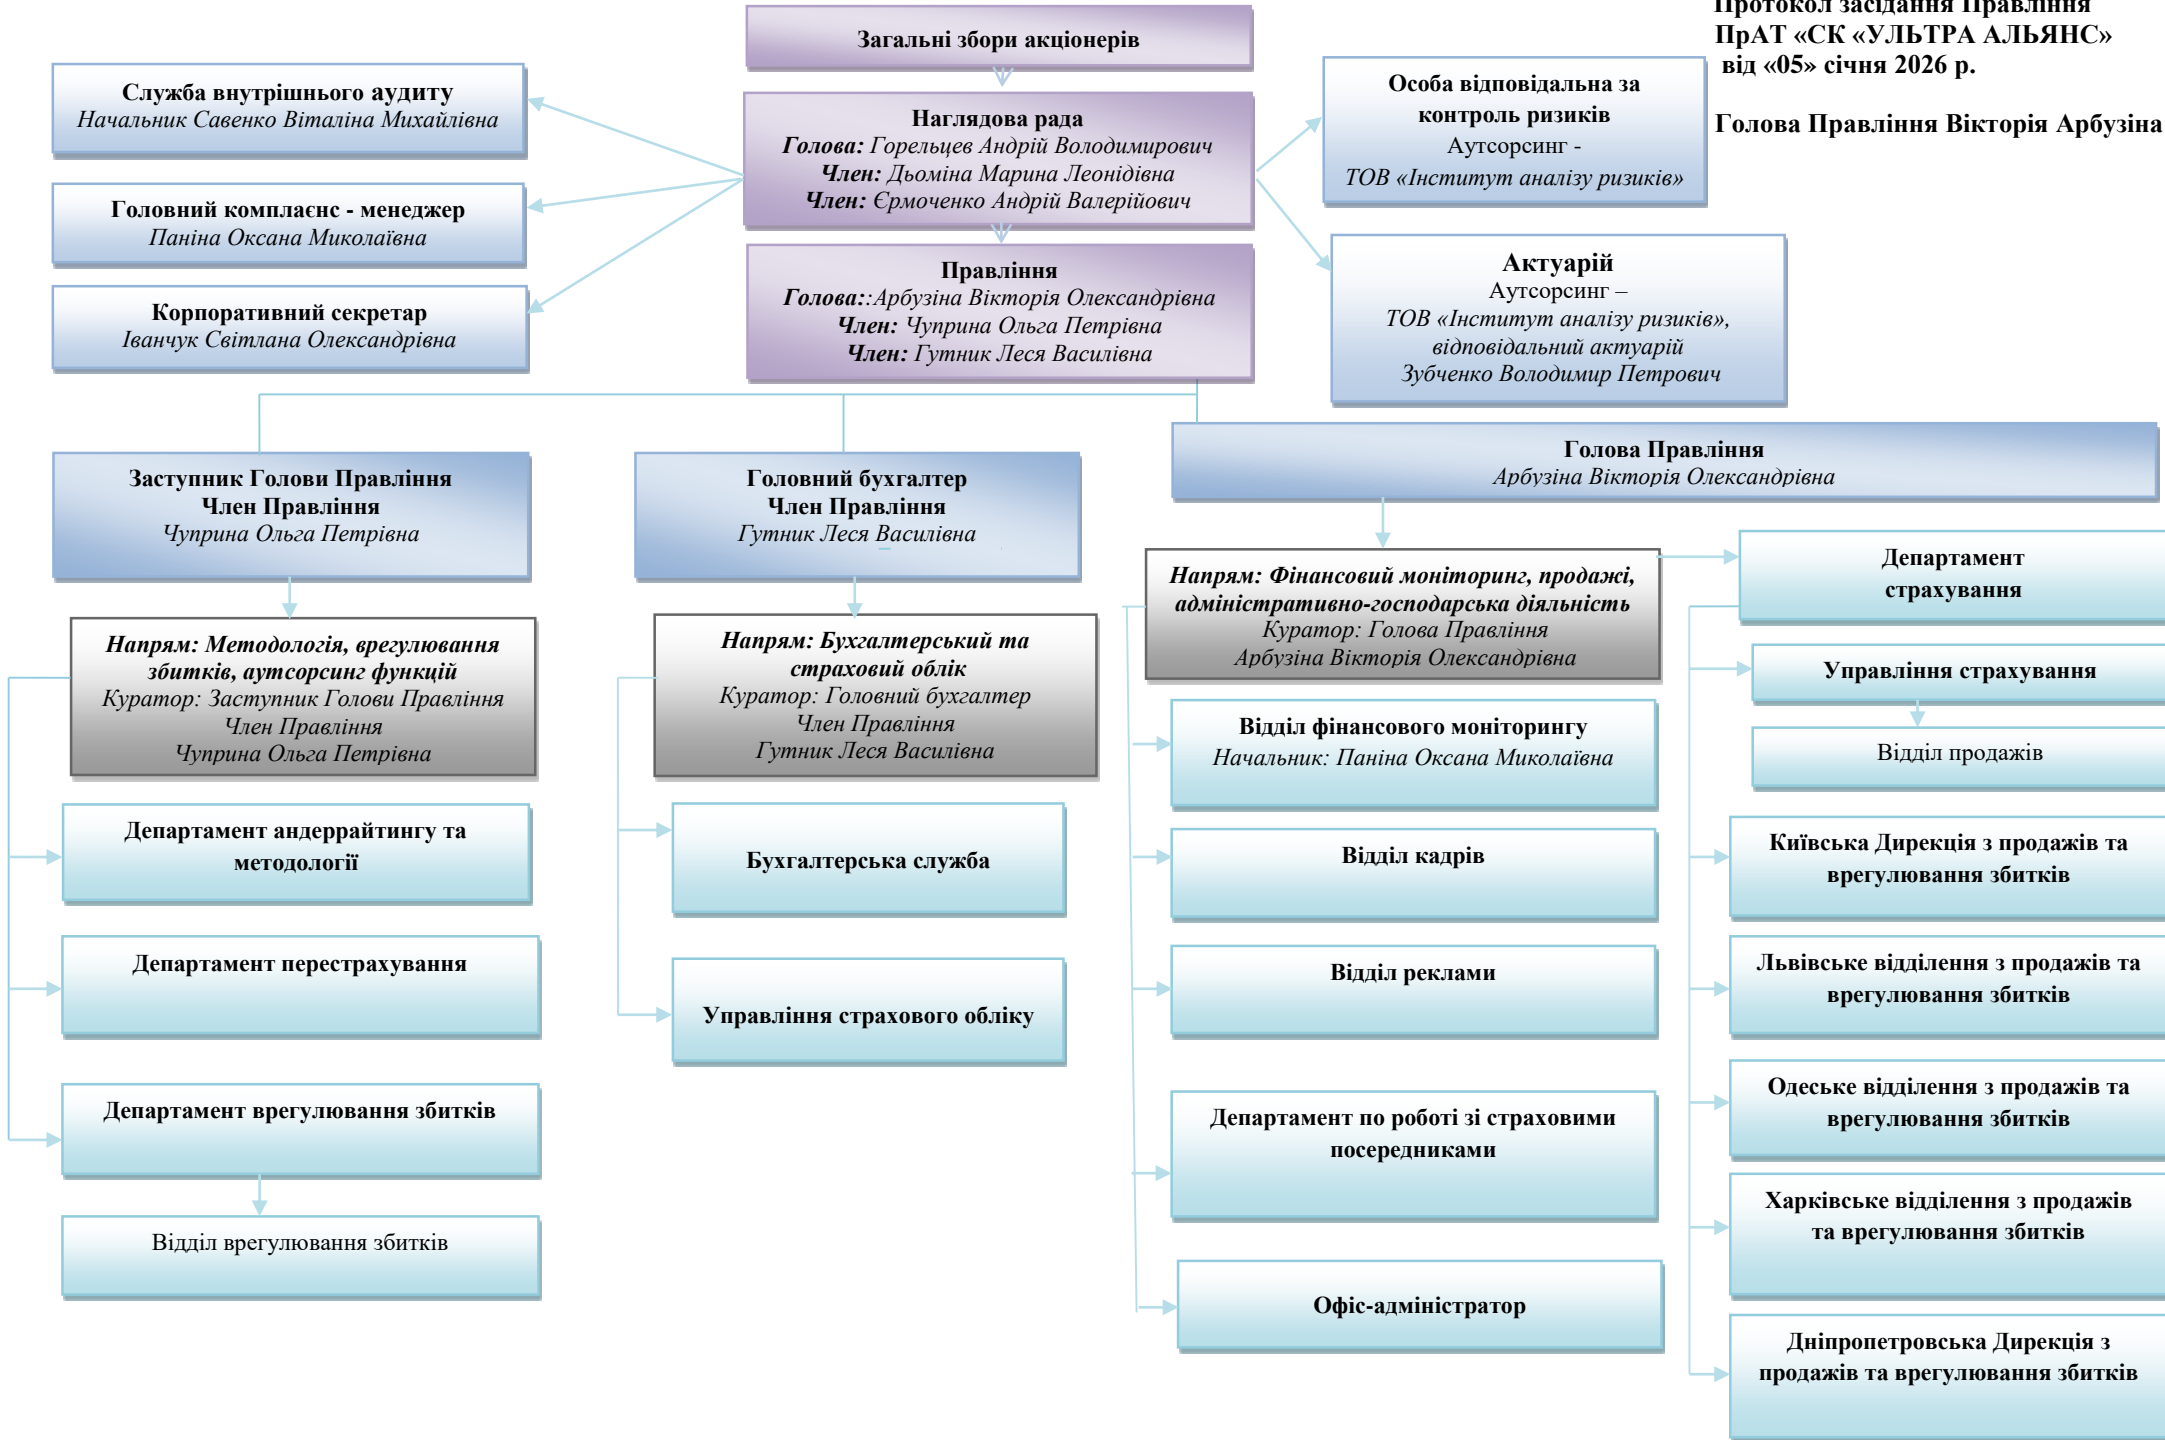 Протокол засідання Правління
ПрАТ «СК «УЛЬТРА АЛЬЯНС»
від «05» січня 2026 р.
Голова Правління Вікторія Арбузіна
Загальні збори акціонерів
Служба внутрішнього аудиту
Начальник Савенко Віталіна Михайлівна
Головний комплаєнс - менеджер
Паніна Оксана Миколаївна
Корпоративний секретар
Іванчук Світлана Олександрівна
Наглядова рада
Голова: Горельцев Андрій Володимирович
Член: Дьоміна Марина Леонідівна
Член: Єрмоченко Андрій Валерійович
Правління
Голова::Арбузіна Вікторія Олександрівна
Член: Чуприна Ольга Петрівна
Член: Гутник Леся Василівна
Особа відповідальна за
контроль ризиків
Аутсорсинг -
ТОВ «Інститут аналізу ризиків»
Актуарій
Аутсорсинг –
ТОВ «Інститут аналізу ризиків»,
відповідальний актуарій
Зубченко Володимир Петрович
Заступник Голови Правління
Член Правління
Чуприна Ольга Петрівна
Напрям: Методологія, врегулювання
збитків, аутсорсинг функцій
Куратор: Заступник Голови Правління
Член Правління
Чуприна Ольга Петрівна
Департамент андеррайтингу та
методології
Департамент перестрахування
Департамент врегулювання збитків
Відділ врегулювання збитків
Головний бухгалтер
Член Правління
Гутник Леся Василівна
Напрям: Бухгалтерський та
страховий облік
Куратор: Головний бухгалтер
Член Правління
Гутник Леся Василівна
Бухгалтерська служба
Управління страхового обліку
Голова Правління
Арбузіна Вікторія Олександрівна
Напрям: Фінансовий моніторинг, продажі,
адміністративно-господарська діяльність
Куратор: Голова Правління
Арбузіна Вікторія Олександрівна
Відділ фінансового моніторингу
Начальник: Паніна Оксана Миколаївна
Відділ кадрів
Відділ реклами
Департамент по роботі зі страховими
посередниками
Офіс-адміністратор
Департамент
страхування
Управління страхування
Відділ продажів
Київська Дирекція з продажів та
врегулювання збитків
Львівське відділення з продажів та
врегулювання збитків
Одеське відділення з продажів та
врегулювання збитків
Харківське відділення з продажів
та врегулювання збитків
Дніпропетровська Дирекція з
продажів та врегулювання збитків